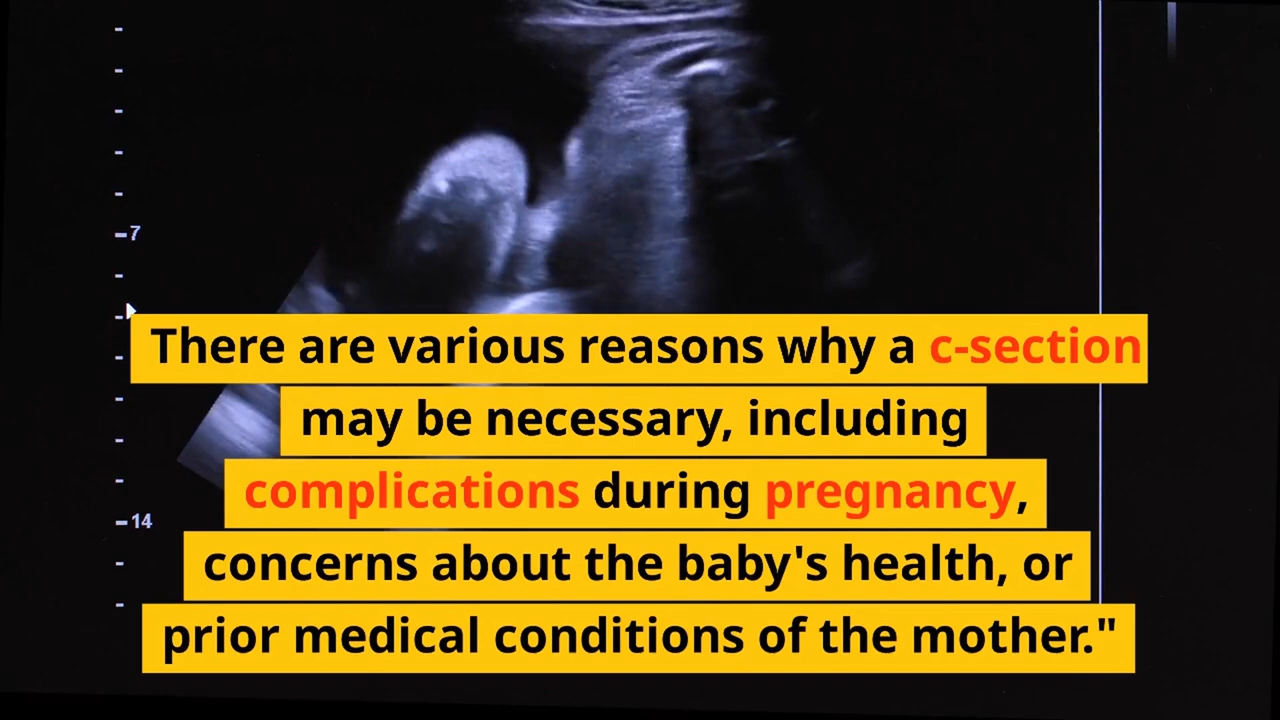 7
There are various reasons why a c-section
may be necessary, including
complications during pregnancy,
14
concerns about the baby's health, or
prior medical conditions of the mother."